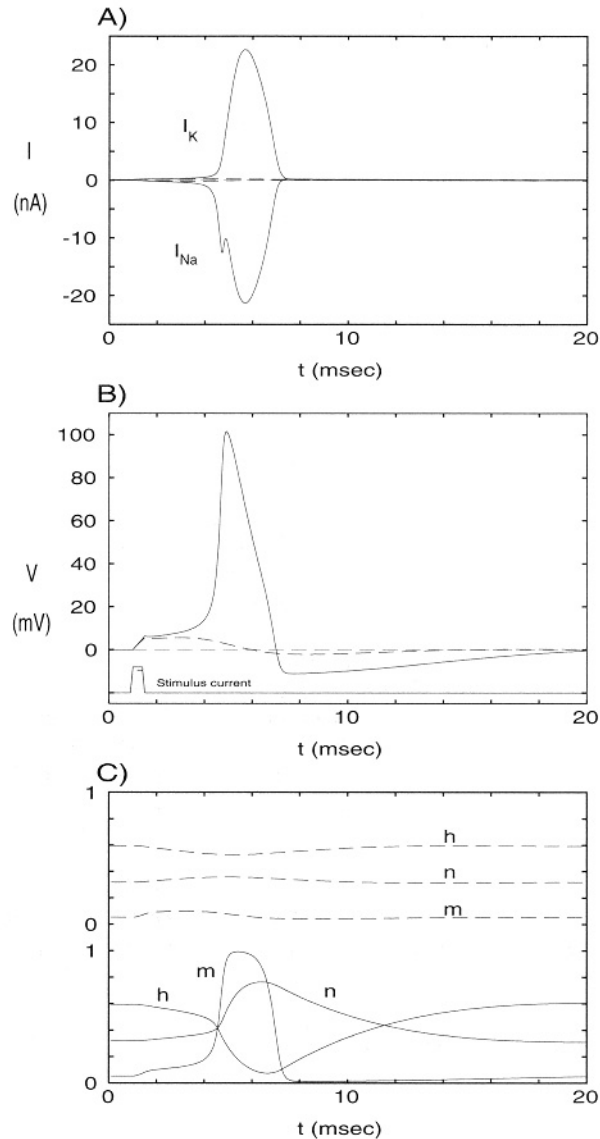 A)
20
10
0
-10
-20
I
(nA)
I_K
I_Na
0 10 20
t (msec)
B)
100
80
60
40
20
0
V
(mV)
Stimulus current
0 10 20
t (msec)
C)
1
h
n
m
0
1
h m n
0
0 10 20
t (msec)